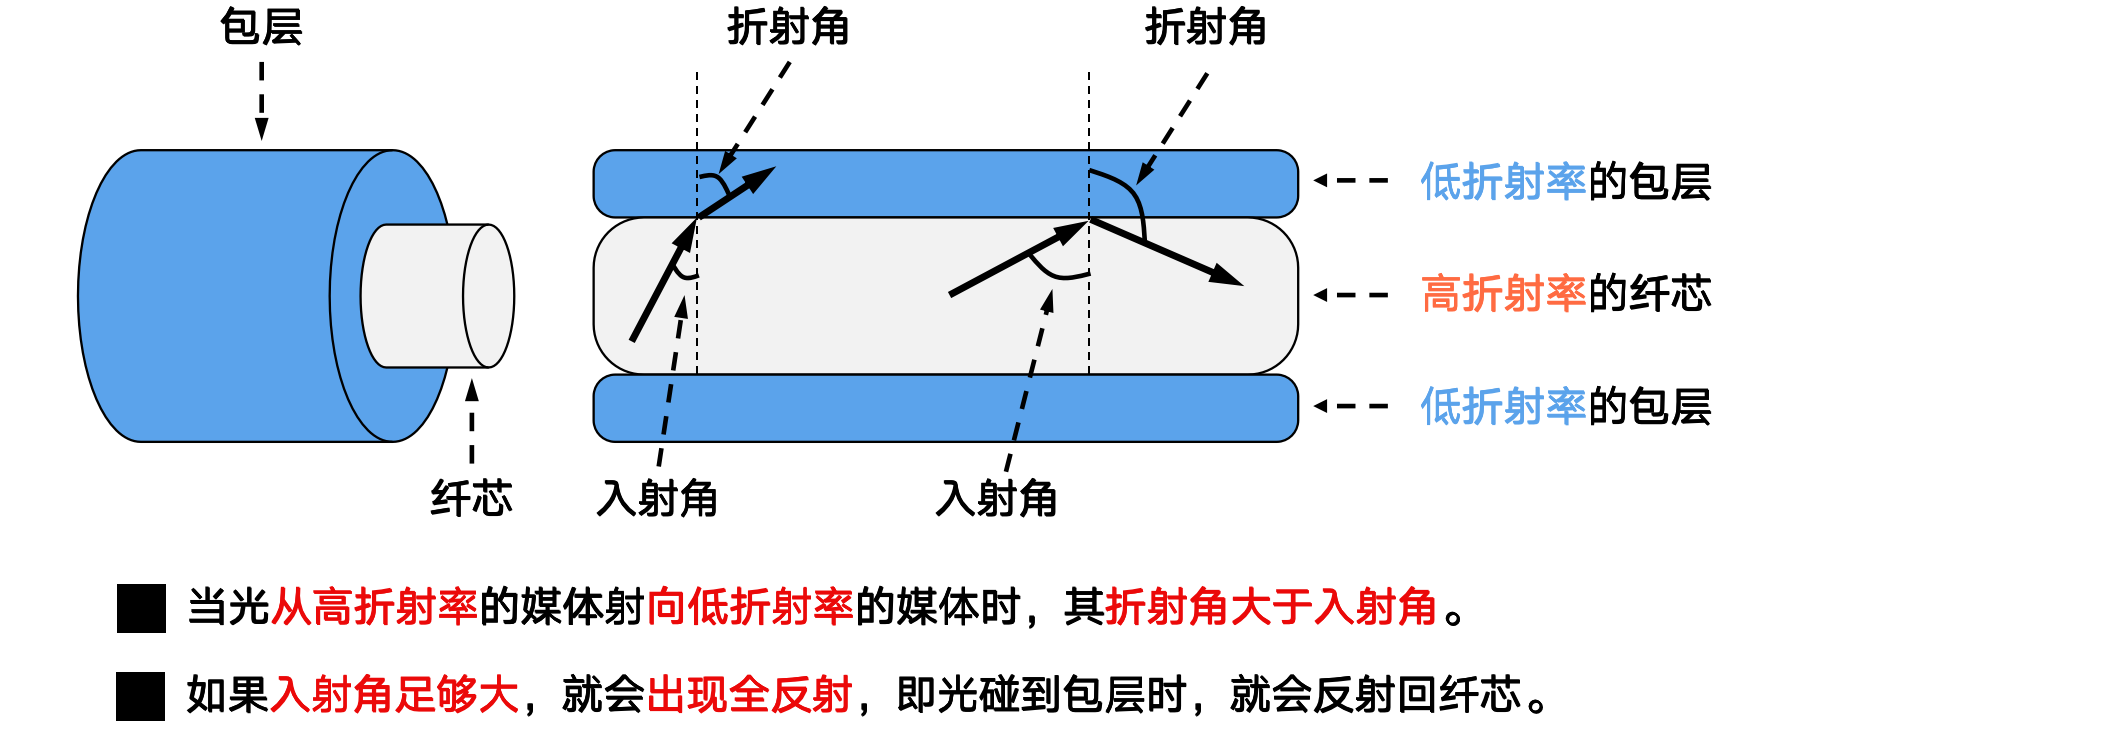 包层
折射角
折射角
低折射率的包层
高折射率的纤芯
低折射率的包层
纤芯
入射角
入射角
当光从高折射率的媒体射向低折射率的媒体时，其折射角大于入射角。
如果入射角足够大，就会出现全反射，即光碰到包层时，就会反射回纤芯。